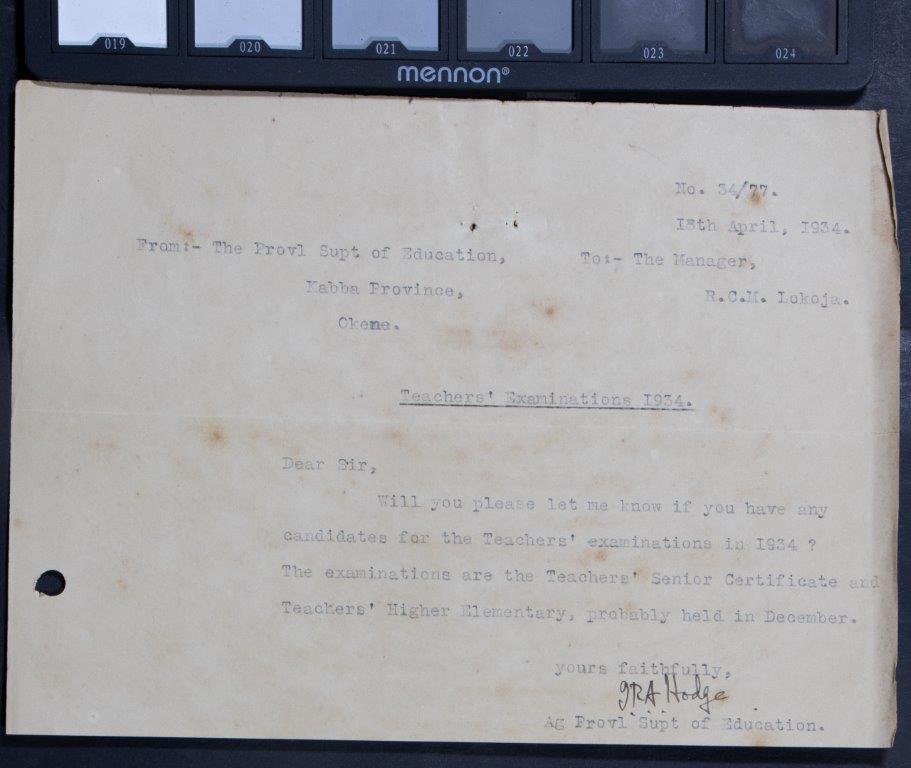 019 020 021 022 023 024
mennon®
No. 34/77.
18th April, 1934.
From:- The Provl Supt of Education,
Kabba Province,
Okene.
To:- The Manager,
R.C.M. Lokoja.
Teachers' Examinations 1934.
Dear Sir,
Will you please let me know if you have any
candidates for the Teachers' examinations in 1934 ?
The examinations are the Teachers' Senior Certificate and
Teachers' Higher Elementary, probably held in December.
yours faithfully,
Hodge
Ag Provl Supt of Education.